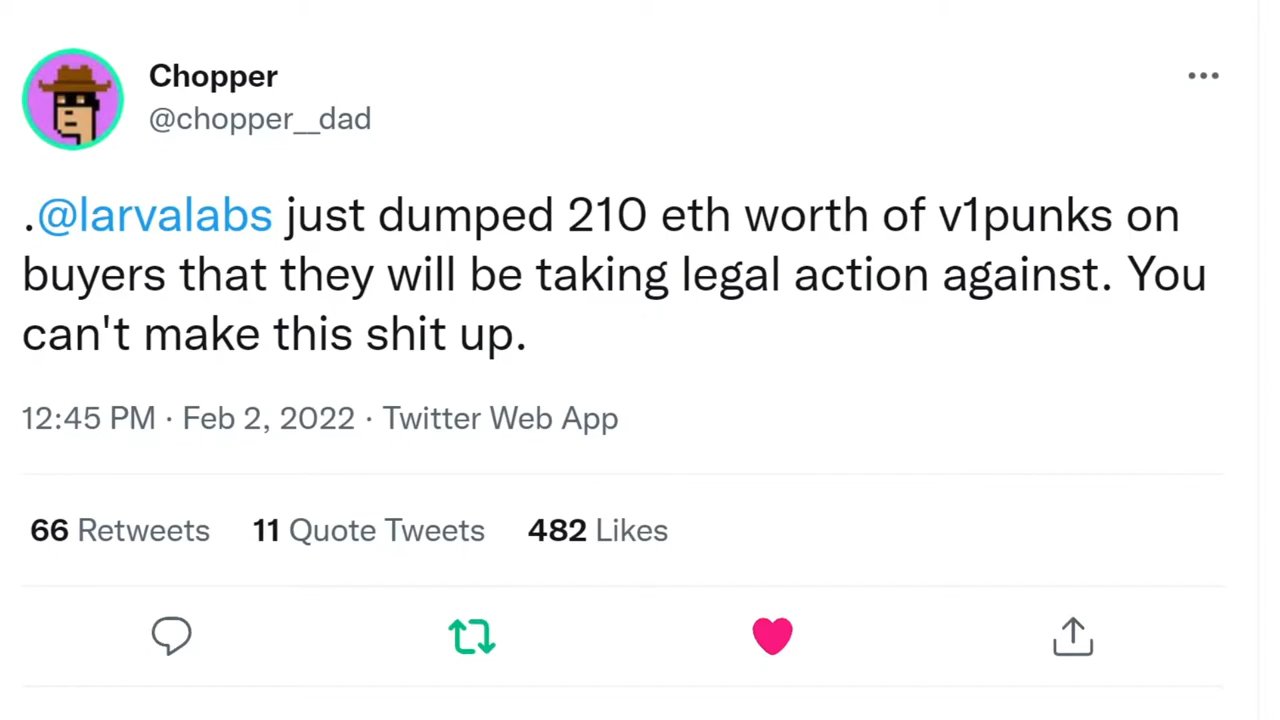 Chopper
@chopper__dad
.@larvalabs just dumped 210 eth worth of v1punks on
buyers that they will be taking legal action against. You
can't make this shit up.
12:45 PM · Feb 2, 2022 · Twitter Web App
66 Retweets 11 Quote Tweets 482 Likes